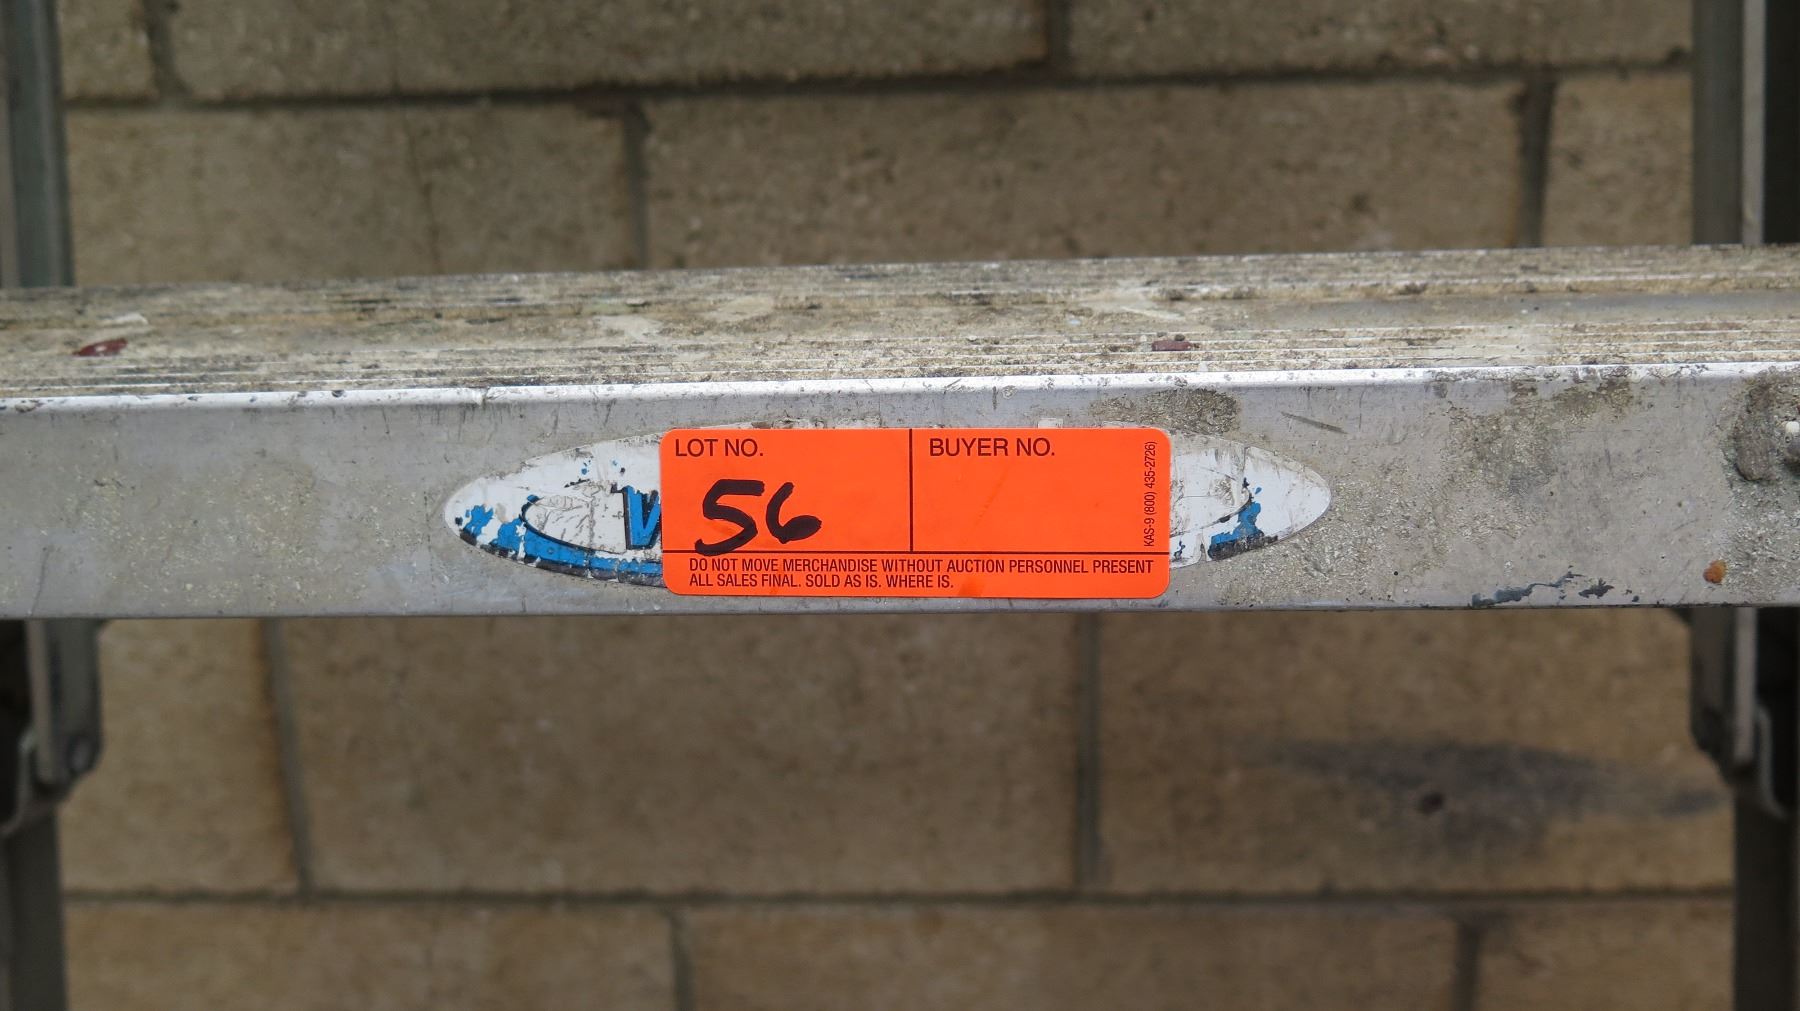 LOT NO.
BUYER NO.
56
KAS-9 (800) 435-2726)
DO NOT MOVE MERCHANDISE WITHOUT AUCTION PERSONNEL PRESENT
ALL SALES FINAL. SOLD AS IS. WHERE IS.